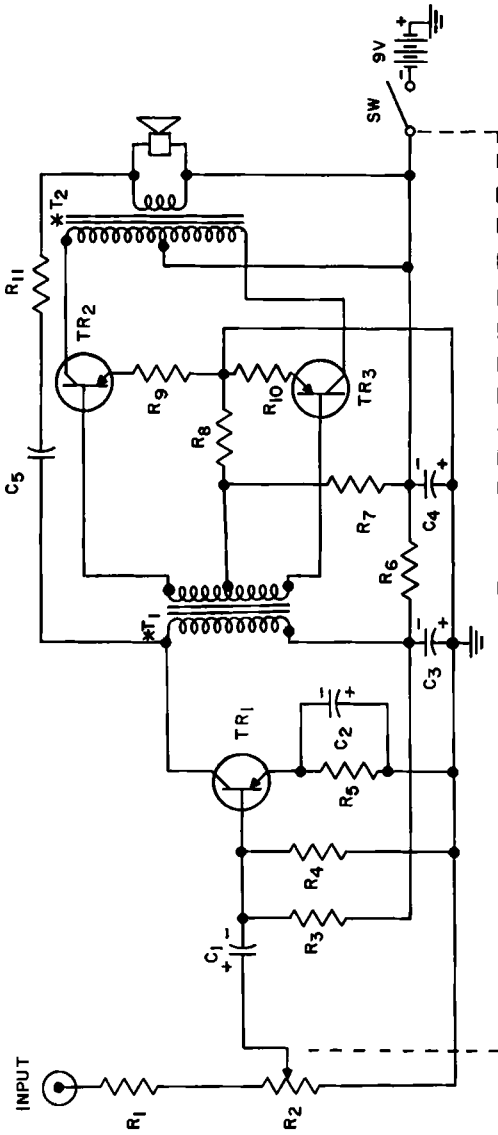 INPUT
R1
R2
+
C1
-
R3
R4
TR1
R5
-
C2
+
*T1
C5
R11
TR2
*T2
R9
R8
R10
TR3
R7
R6
-
C3
+
-
C4
+
SW
9V
-
+